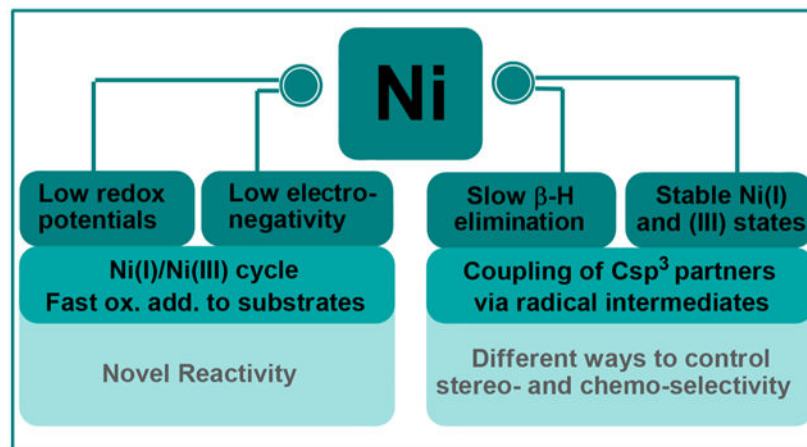 Ni
Low redox
potentials
Low electro-
negativity
Slow β-H
elimination
Stable Ni(I)
and (III) states
Ni(I)/Ni(III) cycle
Fast ox. add. to substrates
Coupling of Csp³ partners
via radical intermediates
Novel Reactivity
Different ways to control
stereo- and chemo-selectivity